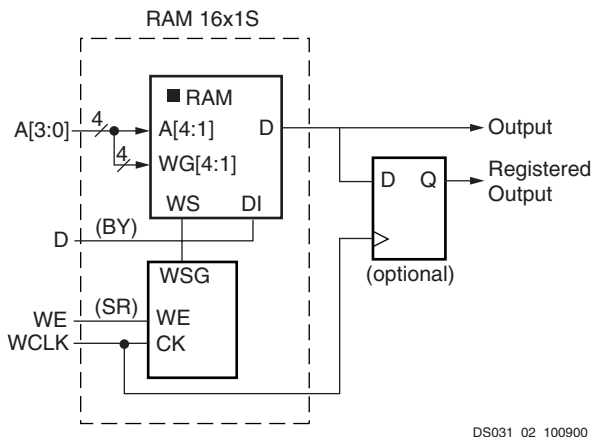 RAM 16x1S
RAM
A[3:0]
4
A[4:1]
D
Output
4
WG[4:1]
D
Q
Registered
Output
WS
DI
D
(BY)
(optional)
WSG
WE
(SR)
WE
WCLK
CK
DS031_02_100900